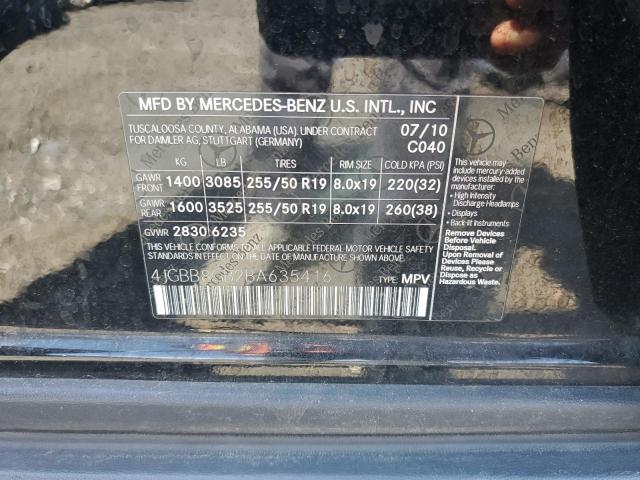 MFD BY MERCEDES-BENZ U.S. INTL., INC
TUSCALOOSA COUNTY, ALABAMA (USA), UNDER CONTRACT
FOR DAIMLER AG, STUTTGART (GERMANY)
07/10
C040
KG LB TIRES RIM SIZE COLD KPA (PSI)
GAWR FRONT 1400 3085 255/50 R19 8.0x19 220(32)
GAWR REAR 1600 3525 255/50 R19 8.0x19 260(38)
GVWR 2830 6235
THIS VEHICLE CONFORMS TO ALL APPLICABLE FEDERAL MOTOR VEHICLE SAFETY
AND THEFT PREVENTION STANDARDS IN EFFECT ON THE DATE OF MANUFACTURE
TYPE: MPV
This vehicle may
include mercury
added devices
installed by the
manufacturer:
• High Intensity
Discharge Headlamps
• Displays
• Back-lit Instruments
Remove Devices
Before Disposal.
Upon Removal of
Devices Please
Reuse, Recycle or
Dispose as
Hazardous Waste.